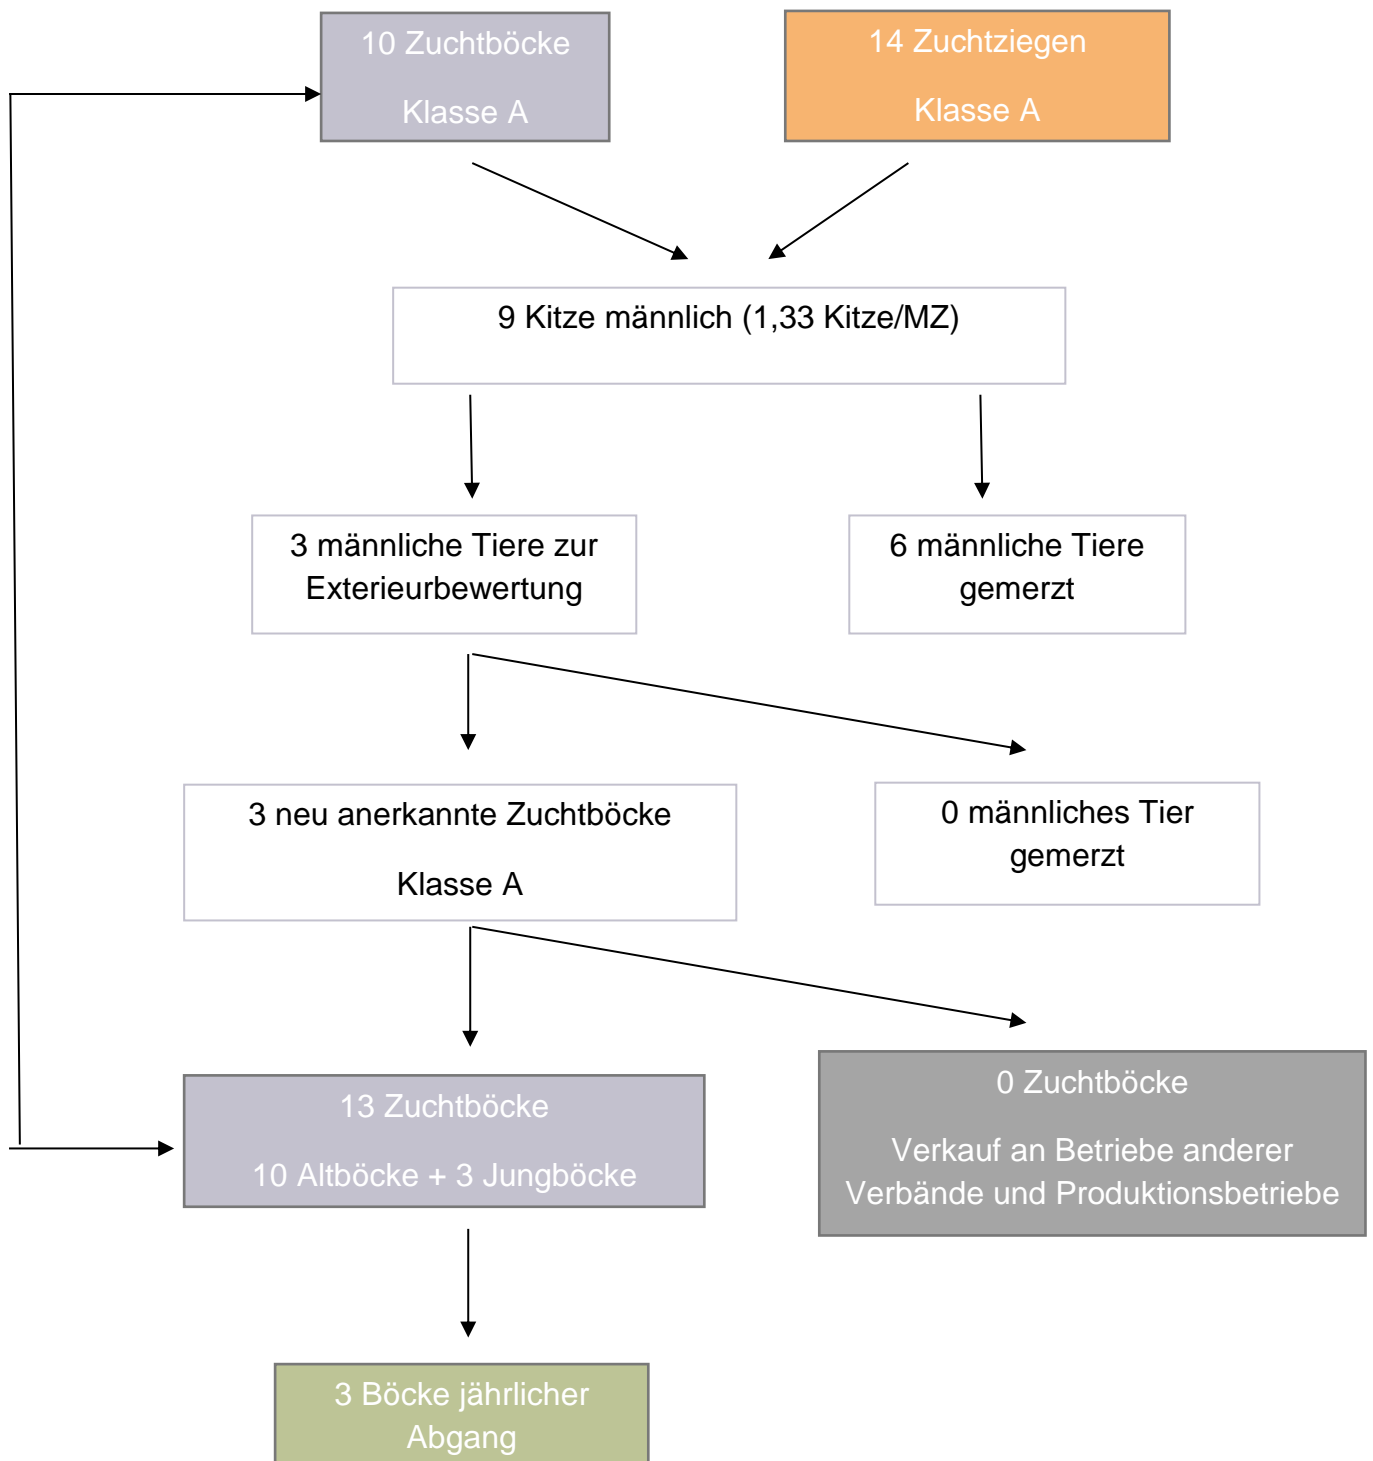 10 Zuchtböcke
Klasse A
14 Zuchtziegen
Klasse A
9 Kitze männlich (1,33 Kitze/MZ)
3 männliche Tiere zur
Exterieurbewertung
6 männliche Tiere
gemerzt
3 neu anerkannte Zuchtböcke
Klasse A
0 männliches Tier
gemerzt
13 Zuchtböcke
10 Altböcke + 3 Jungböcke
0 Zuchtböcke
Verkauf an Betriebe anderer
Verbände und Produktionsbetriebe
3 Böcke jährlicher
Abgang